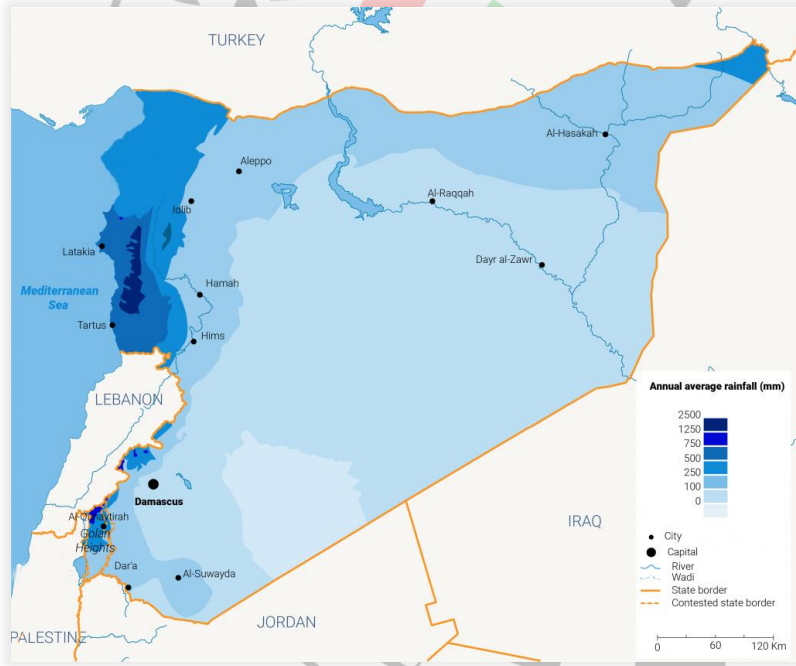 TURKEY
Al-Hasakah
Aleppo
Idlib
Al-Raqqah
Latakia
Dayr al-Zawr
Mediterranean
Sea
Hamah
Tartus
Hims
LEBANON
Damascus
Al-Qunaytirah
Golan
Heights
Dar'a
Al-Suwayda
IRAQ
JORDAN
PALESTINE
Annual average rainfall (mm)
2500
1250
750
500
250
100
0
City
Capital
River
Wadi
State border
Contested state border
0 60 120 Km